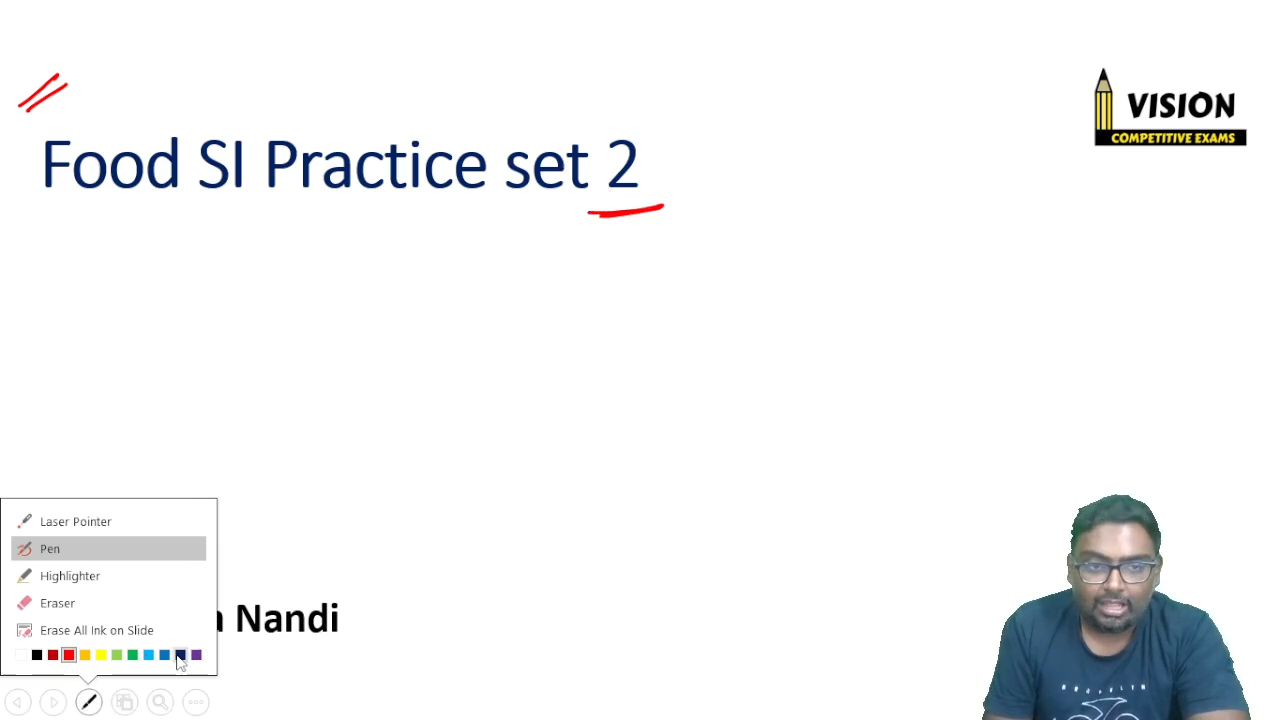 VISION
COMPETITIVE EXAMS
Food SI Practice set 2
Laser Pointer
Pen
Highlighter
Eraser
Nandi
Erase All Ink on Slide
BROOKLYN